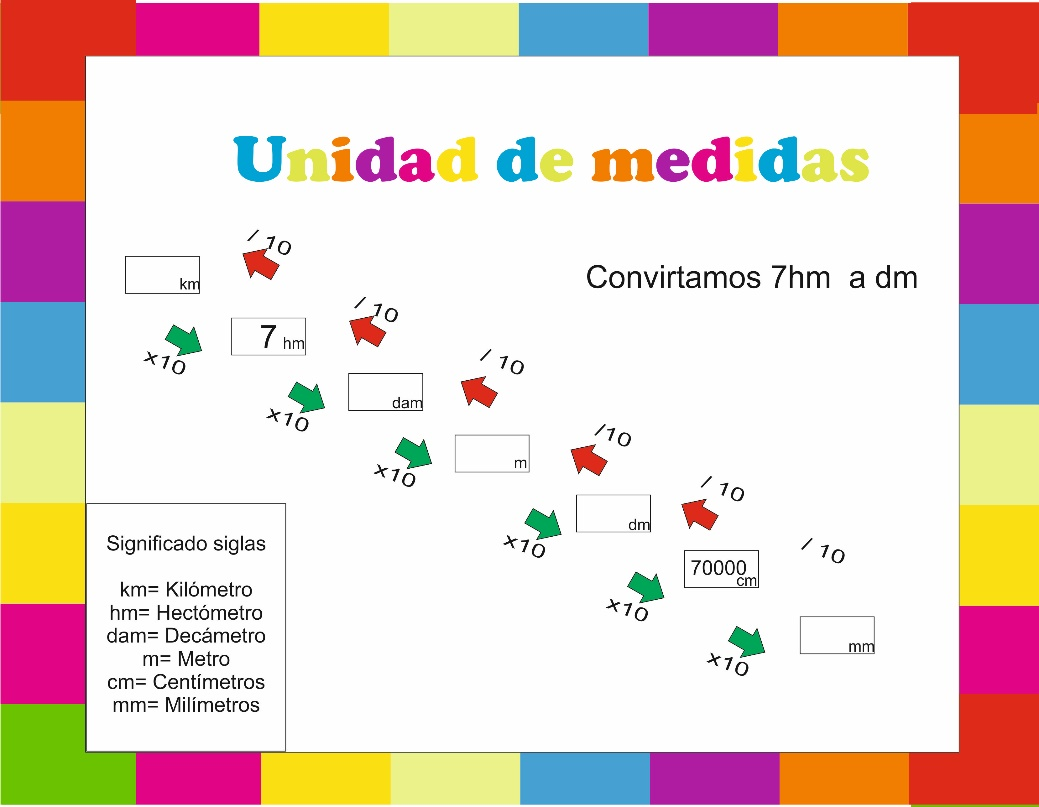 Unidad de medidas
/ 10
km
Convirtamos 7hm a dm
/ 10
7 hm
x10
/ 10
dam
x10
/10
m
x10
/ 10
dm
x10
/ 10
70000 cm
x10
mm
x10
Significado siglas
km= Kilómetro
hm= Hectómetro
dam= Decámetro
m= Metro
cm= Centímetros
mm= Milímetros